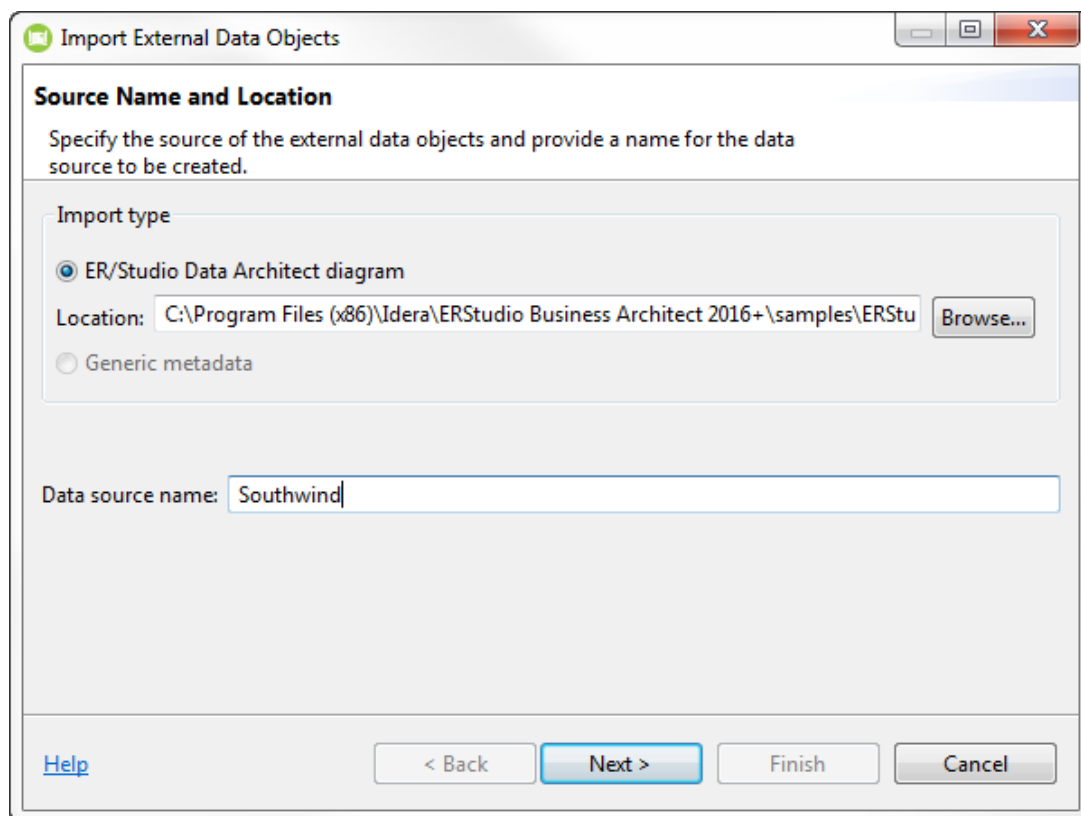 Import External Data Objects
Source Name and Location
Specify the source of the external data objects and provide a name for the data
source to be created.
Import type
ER/Studio Data Architect diagram
Location: C:\Program Files (x86)\Idera\ERStudio Business Architect 2016+\samples\ERStu Browse...
Generic metadata
Data source name: Southwind
Help < Back Next > Finish Cancel